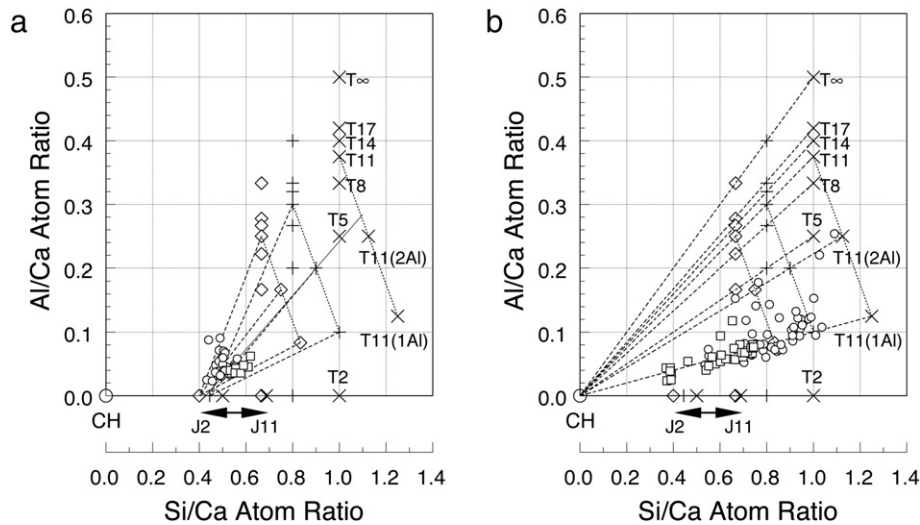 a
0.6
0.5
0.4
0.3
0.2
0.1
0.0
Al/Ca Atom Ratio
T∞
T17
T14
T11
T8
T5
T11(2Al)
T11(1Al)
T2
CH
J2
J11
0.0 0.2 0.4 0.6 0.8 1.0 1.2 1.4
Si/Ca Atom Ratio
b
0.6
0.5
0.4
0.3
0.2
0.1
0.0
Al/Ca Atom Ratio
T∞
T17
T14
T11
T8
T5
T11(2Al)
T11(1Al)
T2
CH
J2
J11
0.0 0.2 0.4 0.6 0.8 1.0 1.2 1.4
Si/Ca Atom Ratio